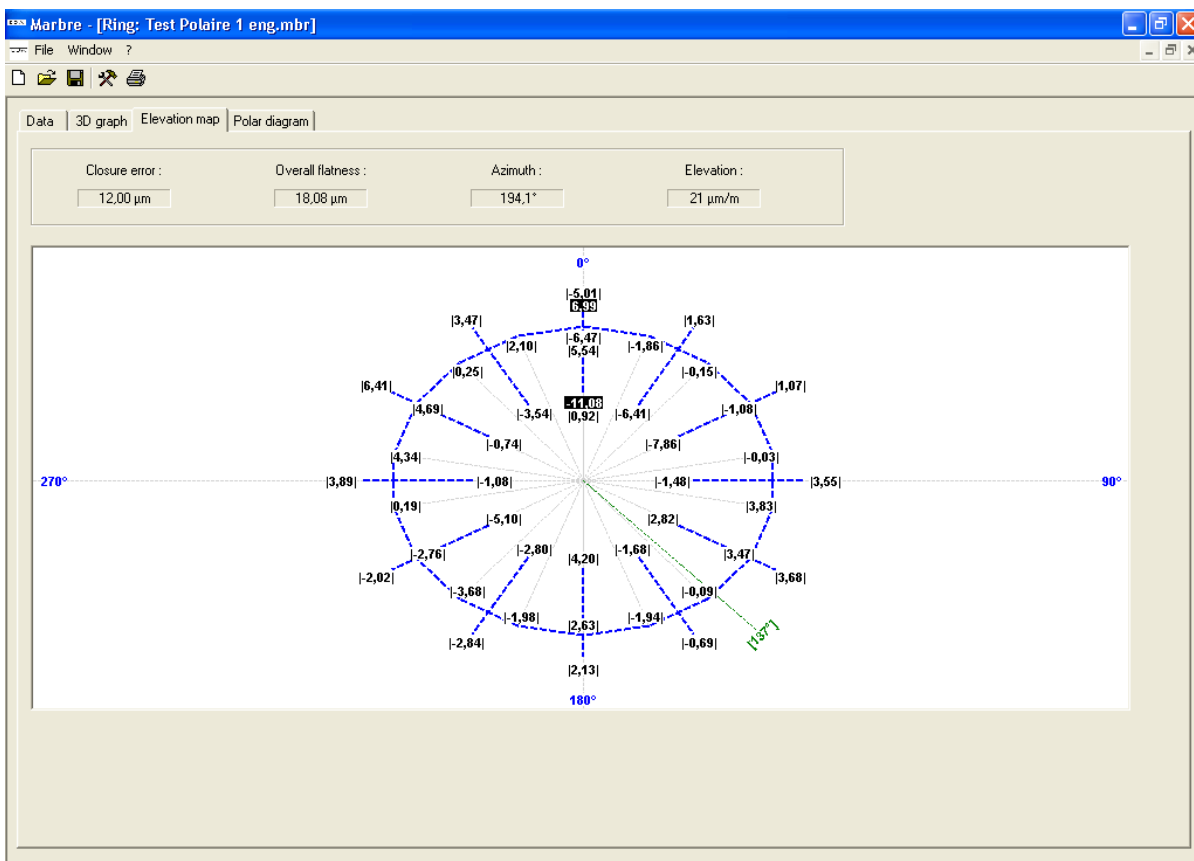 Marbre - [Ring: Test Polaire 1 eng.mbr]
File Window ?
Data 3D graph Elevation map Polar diagram
Closure error : Overall flatness : Azimuth : Elevation :
12,00 µm 18,08 µm 194,1° 21 µm/m
0°
|-5,01|
6,99
|3,47| |1,63|
|-6,47|
|2,10| |5,54| |-1,86|
|0,25| |-0,15|
|6,41| |1,07|
|4,69| |-11,08| |-1,08|
|-3,54| |0,92| |-6,41|
|-0,74| |-7,86|
|4,34| |-0,03|
270° |3,89| |-1,08| |-1,48| |3,55| 90°
|0,19| |3,83|
|-5,10| |2,82|
|-2,76| |-2,80| |4,20| |-1,68| |3,47|
|-2,02| |3,68|
|-3,68| |-0,09|
|-1,98| |2,63| |-1,94|
[137°]
|-2,84| |-0,69|
|2,13|
180°